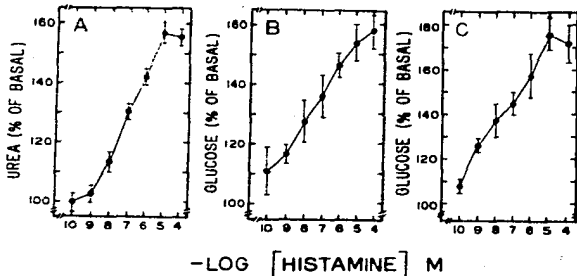 A
B
C
UREA (% OF BASAL)
160
140
120
100
10 9 8 7 6 5 4
GLUCOSE (% OF BASAL)
160
140
120
100
10 9 8 7 6 5 4
GLUCOSE (% OF BASAL)
180
160
140
120
100
10 9 8 7 6 5 4
-LOG [HISTAMINE] M